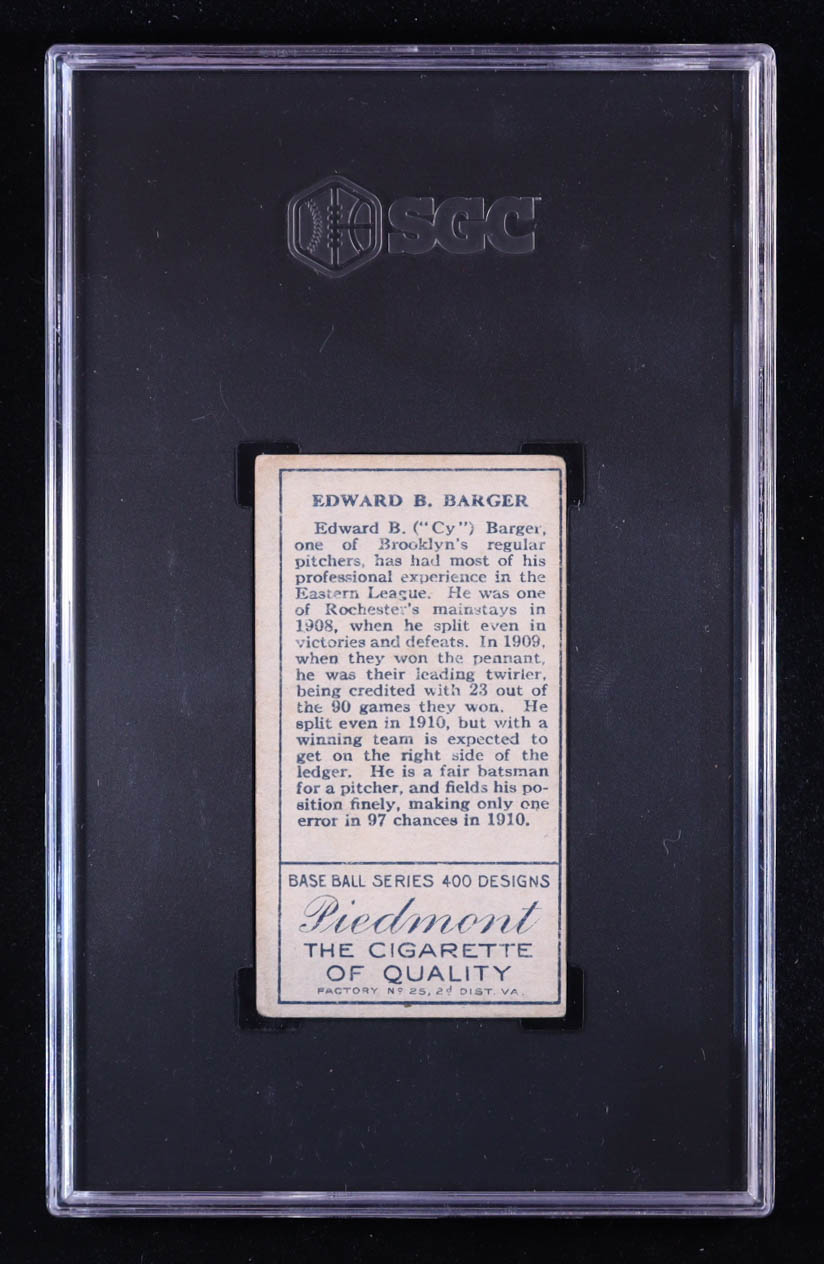 SGC
EDWARD B. BARGER
Edward B. ("Cy") Barger,
one of Brooklyn's regular
pitchers, has had most of his
professional experience in the
Eastern League. He was one
of Rochester's mainstays in
1908, when he split even in
victories and defeats. In 1909,
when they won the pennant,
he was their leading twirler,
being credited with 23 out of
the 90 games they won. He
split even in 1910, but with a
winning team is expected to
get on the right side of the
ledger. He is a fair batsman
for a pitcher, and fields his po-
sition finely, making only one
error in 97 chances in 1910.
BASE BALL SERIES 400 DESIGNS
Piedmont
THE CIGARETTE
OF QUALITY
FACTORY Nº 25, 2d DIST. VA.